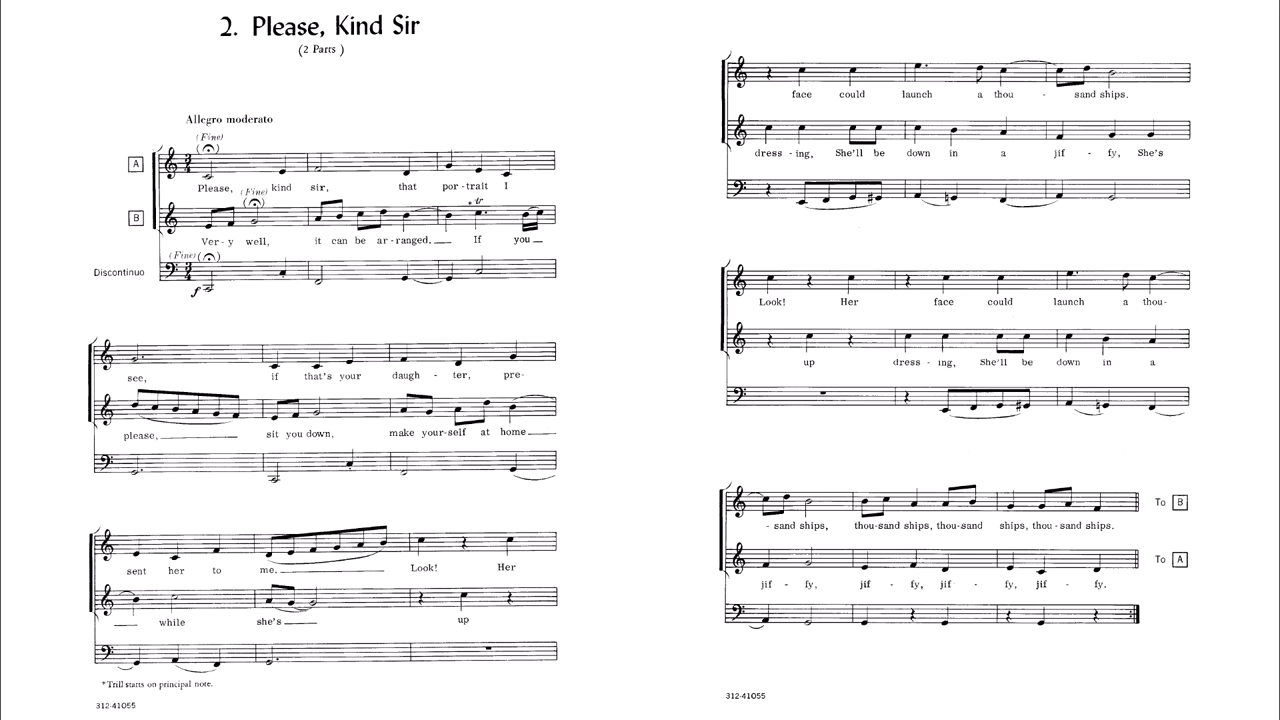 2. Please, Kind Sir
(2 Parts )
Allegro moderato
(Fine)
A
Please, kind sir, that por - trait I
(Fine)
*tr
B
Ver - y well, it can be ar - ranged. If you
(Fine)
Discontinuo
f
see, if that's your daugh - ter, pre-
please, sit you down, make your-self at home
sent her to me. Look! Her
while she's up
* Trill starts on principal note.
312-41055
face could launch a thou - sand ships.
dress - ing, She'll be down in a jif - fy, She's
Look! Her face could launch a thou-
up dress - ing, She'll be down in a
- sand ships, thou-sand ships, thou-sand ships, thou - sand ships. To B
jif - fy, jif - fy, jif - fy, jif - fy. To A
312-41055